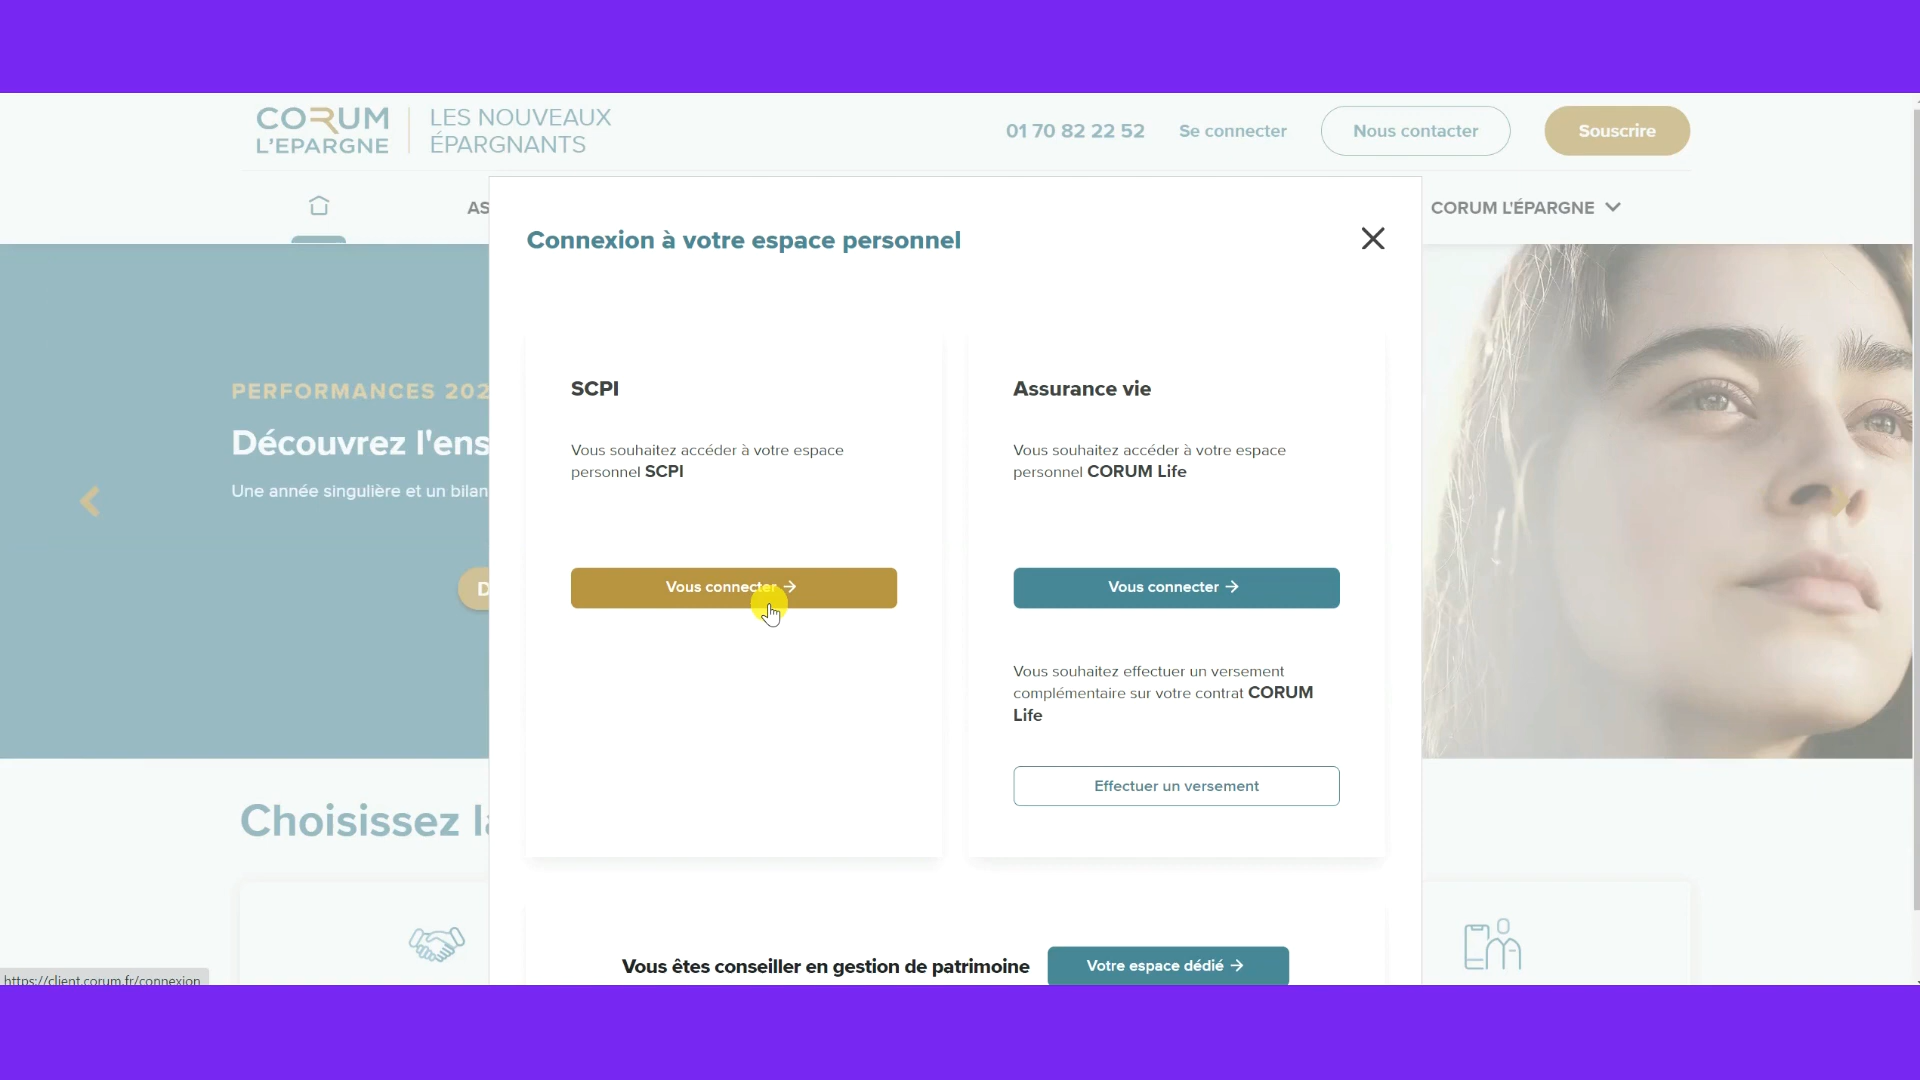 CORUM
L'EPARGNE
LES NOUVEAUX
ÉPARGNANTS
01 70 82 22 52
Se connecter
Nous contacter
Souscrire
AS
CORUM L'ÉPARGNE
Connexion à votre espace personnel
PERFORMANCES 202
Découvrez l'ens
Une année singulière et un bilan
D
SCPI
Vous souhaitez accéder à votre espace
personnel SCPI
Vous connecter →
Assurance vie
Vous souhaitez accéder à votre espace
personnel CORUM Life
Vous connecter →
Vous souhaitez effectuer un versement
complémentaire sur votre contrat CORUM
Life
Effectuer un versement
Choisissez la
Vous êtes conseiller en gestion de patrimoine
Votre espace dédié →
https://client.corum.fr/connexion